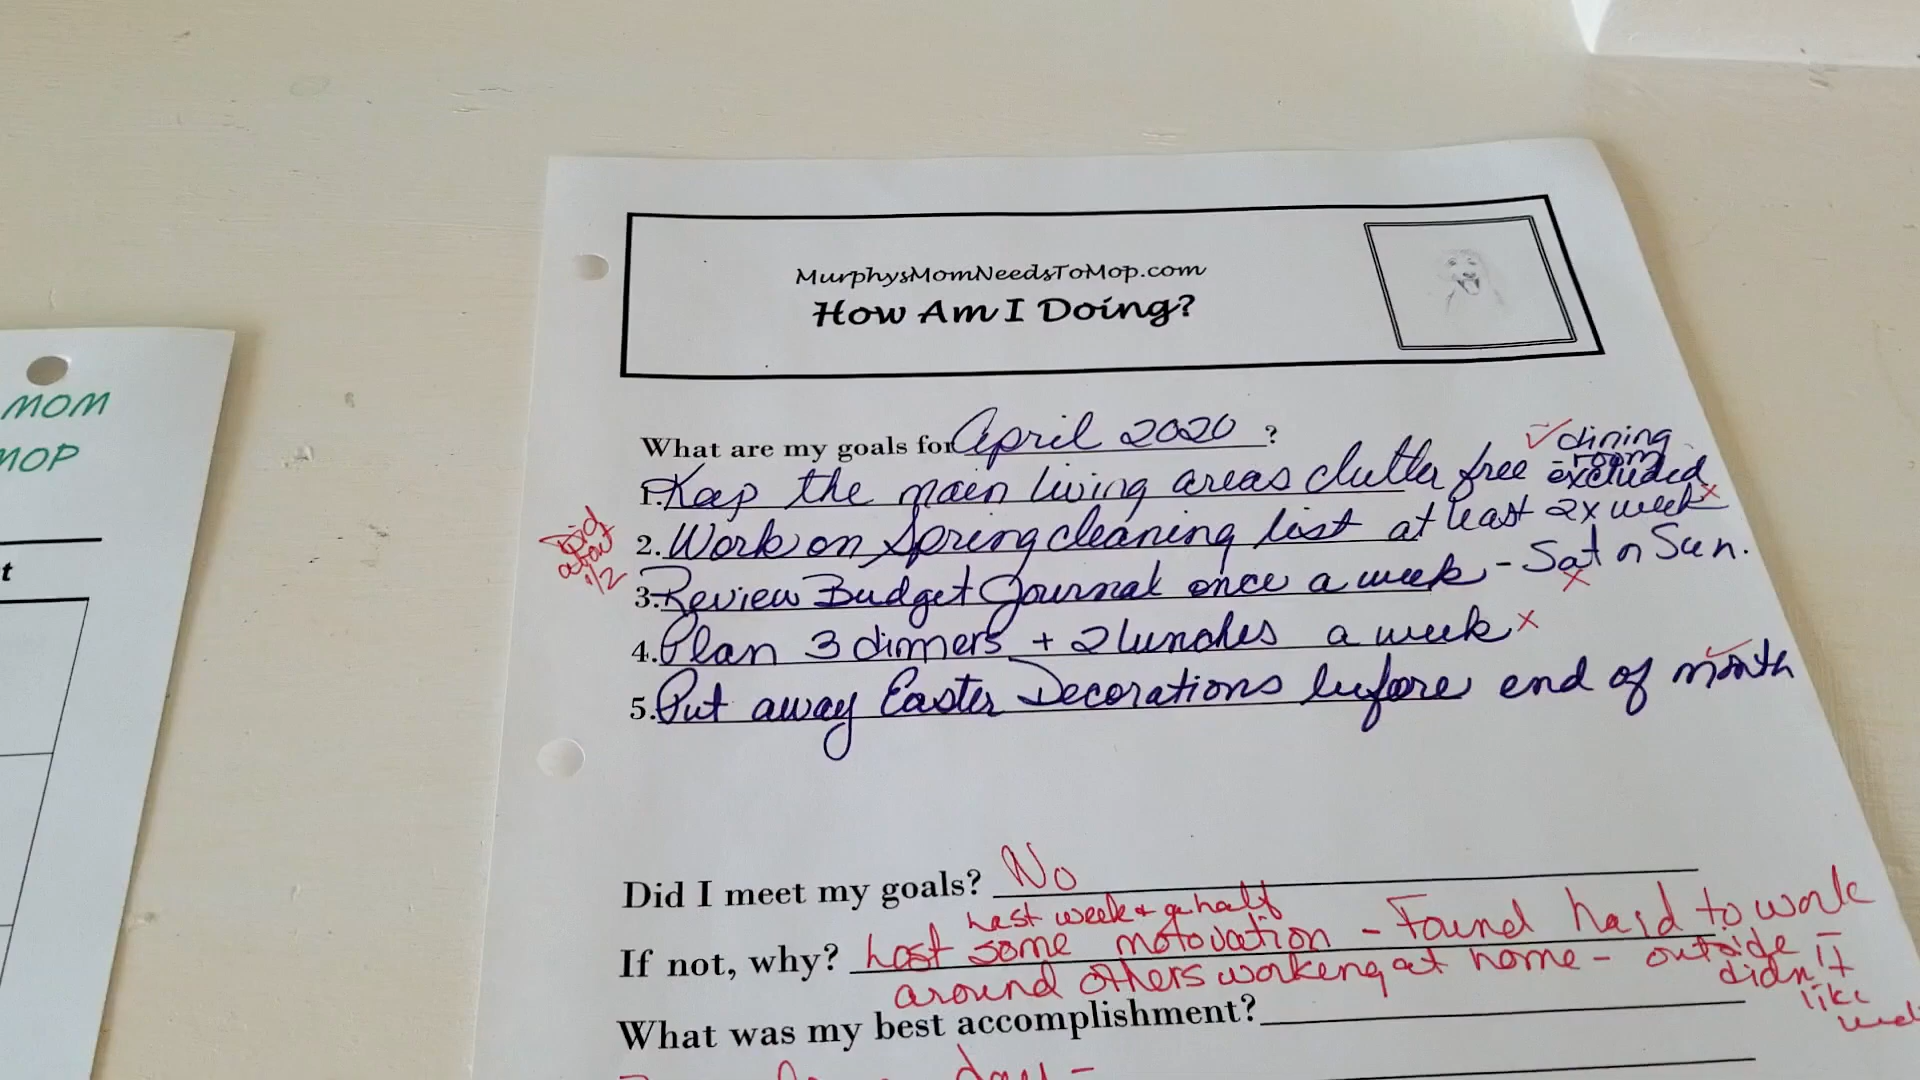 MOM
MOP
t
MurphysMomNeedsToMop.com
How Am I Doing?
What are my goals for April 2020?
✓ dining room excluded
1. Keep the main living areas clutter free
2. Work on Spring cleaning list at least 2x week x
Did about 1/2
3. Review Budget Journal once a week - Sat or Sun.
x
4. Plan 3 dinners + 2 lunches a week x
5. Put away Easter Decorations before end of month
Did I meet my goals? No
Last week + a half
If not, why? Lost some motovation - Found hard to work
around others working at home - outside
didn't
like
What was my best accomplishment?
day -